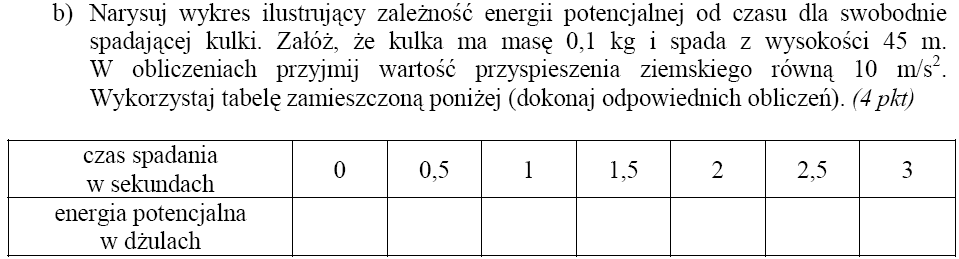 b) Narysuj wykres ilustrujący zależność energii potencjalnej od czasu dla swobodnie
spadającej kulki. Załóż, że kulka ma masę 0,1 kg i spada z wysokości 45 m.
W obliczeniach przyjmij wartość przyspieszenia ziemskiego równą 10 m/s².
Wykorzystaj tabelę zamieszczoną poniżej (dokonaj odpowiednich obliczeń). (4 pkt)
czas spadania
w sekundach
0 0,5 1 1,5 2 2,5 3
energia potencjalna
w dżulach